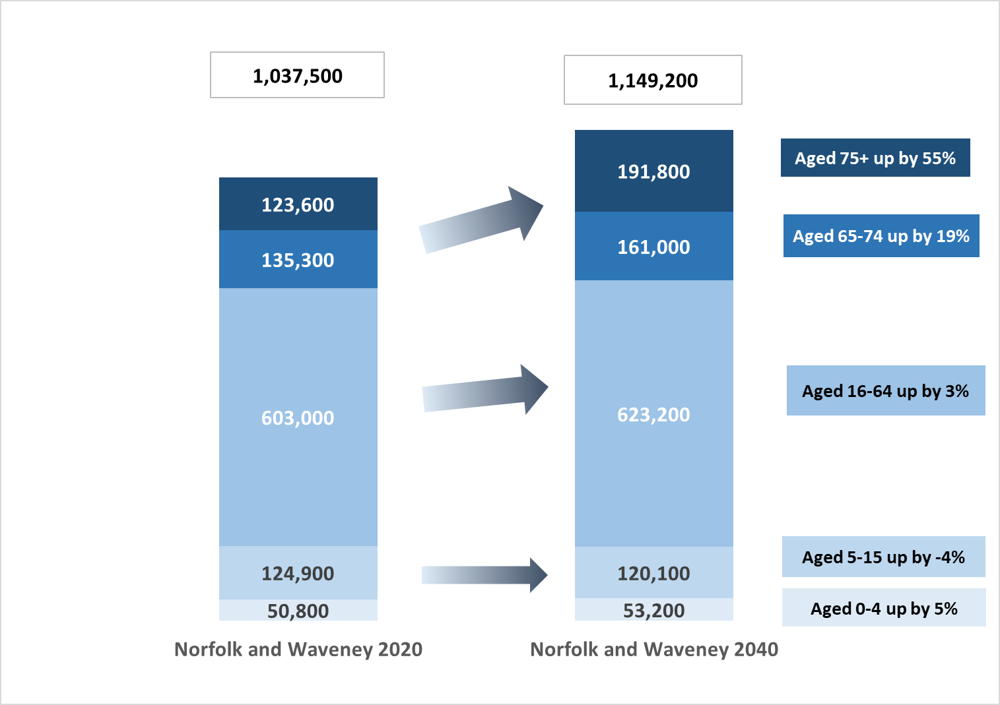 1,037,500
1,149,200
123,600
135,300
603,000
124,900
50,800
Norfolk and Waveney 2020
191,800
161,000
623,200
120,100
53,200
Norfolk and Waveney 2040
Aged 75+ up by 55%
Aged 65-74 up by 19%
Aged 16-64 up by 3%
Aged 5-15 up by -4%
Aged 0-4 up by 5%